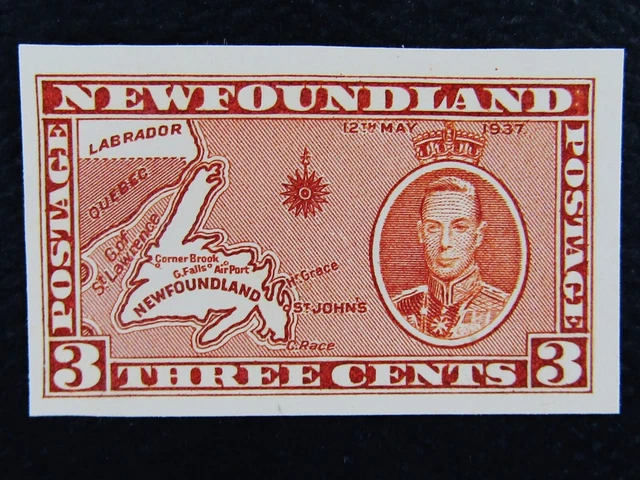 NEWFOUNDLAND
12TH MAY 1937
POSTAGE
POSTAGE
LABRADOR
QUEBEC
G. OF
ST LAWRENCE
Corner Brook
G. Falls Air Port
Hr Grace
NEWFOUNDLAND
ST JOHN'S
C. Race
3 THREE CENTS 3